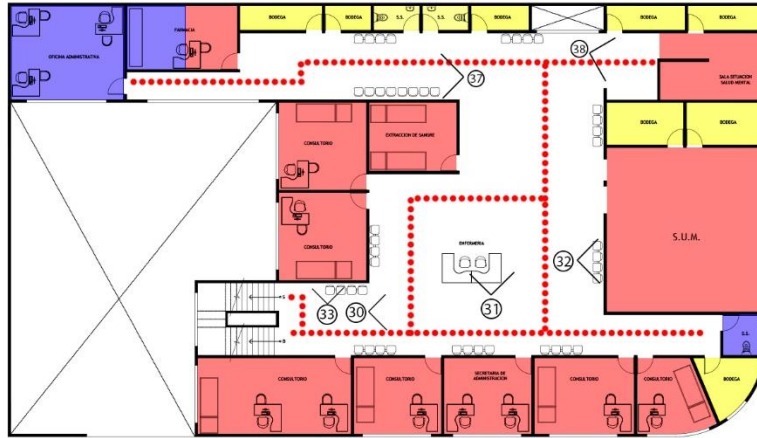 BODEGA
BODEGA
S.S.
S.S.
BODEGA
BODEGA
BODEGA
FARMACIA
OFICINA ADMINISTRATIVA
38
37
SALA SITUACION
SALUD MENTAL
BODEGA
BODEGA
CONSULTORIO
EXTRACCION DE SANGRE
CONSULTORIO
ENFERMERIA
S.U.M.
32
31
33
30
S
B
S.S.
CONSULTORIO
CONSULTORIO
SECRETARIA DE
ADMINISTRACION
CONSULTORIO
CONSULTORIO
BODEGA